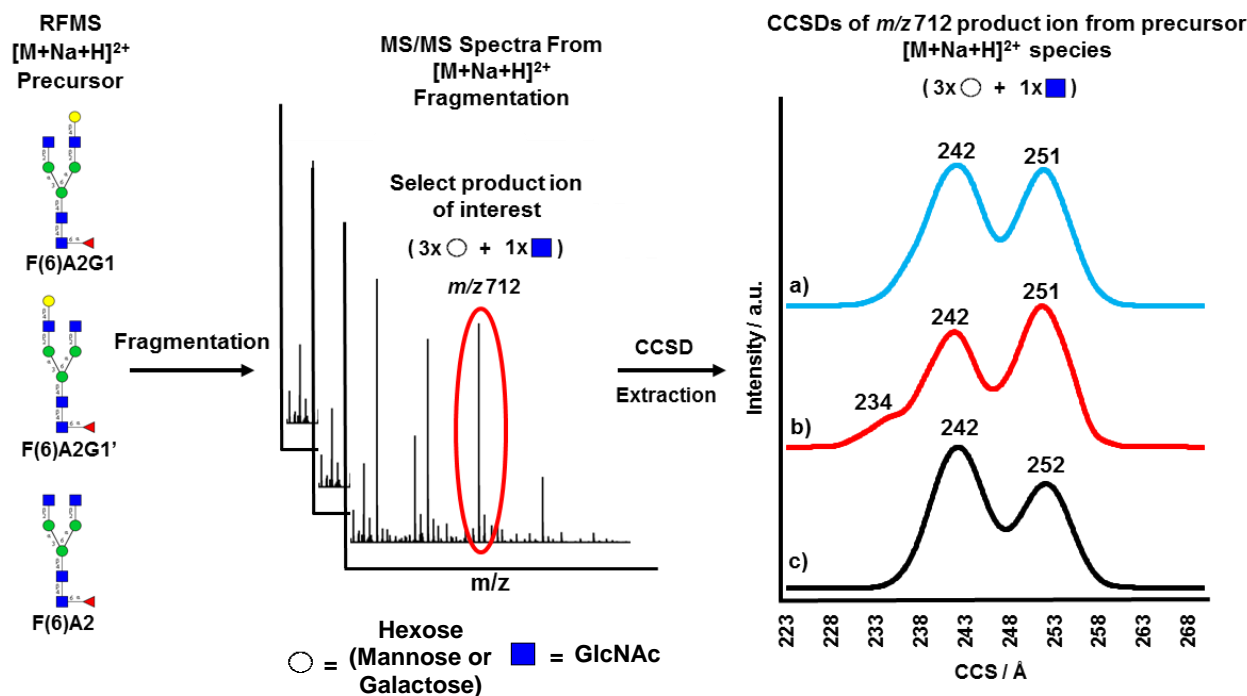 RFMS
[M+Na+H]²⁺
Precursor
F(6)A2G1
F(6)A2G1’
F(6)A2
Fragmentation
MS/MS Spectra From
[M+Na+H]²⁺
Fragmentation
Select product ion
of interest
( 3x + 1x )
m/z 712
m/z
= Hexose
(Mannose or
Galactose)
= GlcNAc
CCSD
Extraction
CCSDs of m/z 712 product ion from precursor
[M+Na+H]²⁺ species
( 3x + 1x )
Intensity / a.u.
242
251
a)
242
251
234
b)
242
252
c)
223 228 233 238 243 248 253 258 263 268
CCS / Å